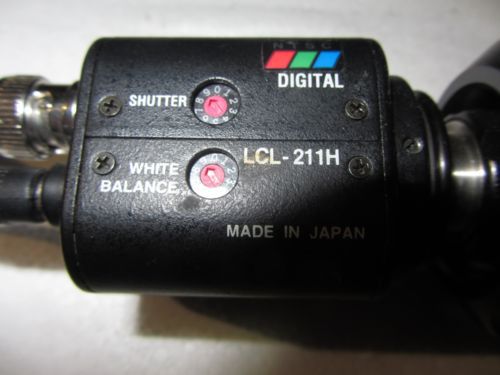 NTSC
DIGITAL
SHUTTER
WHITE
BALANCE
LCL-211H
MADE IN JAPAN